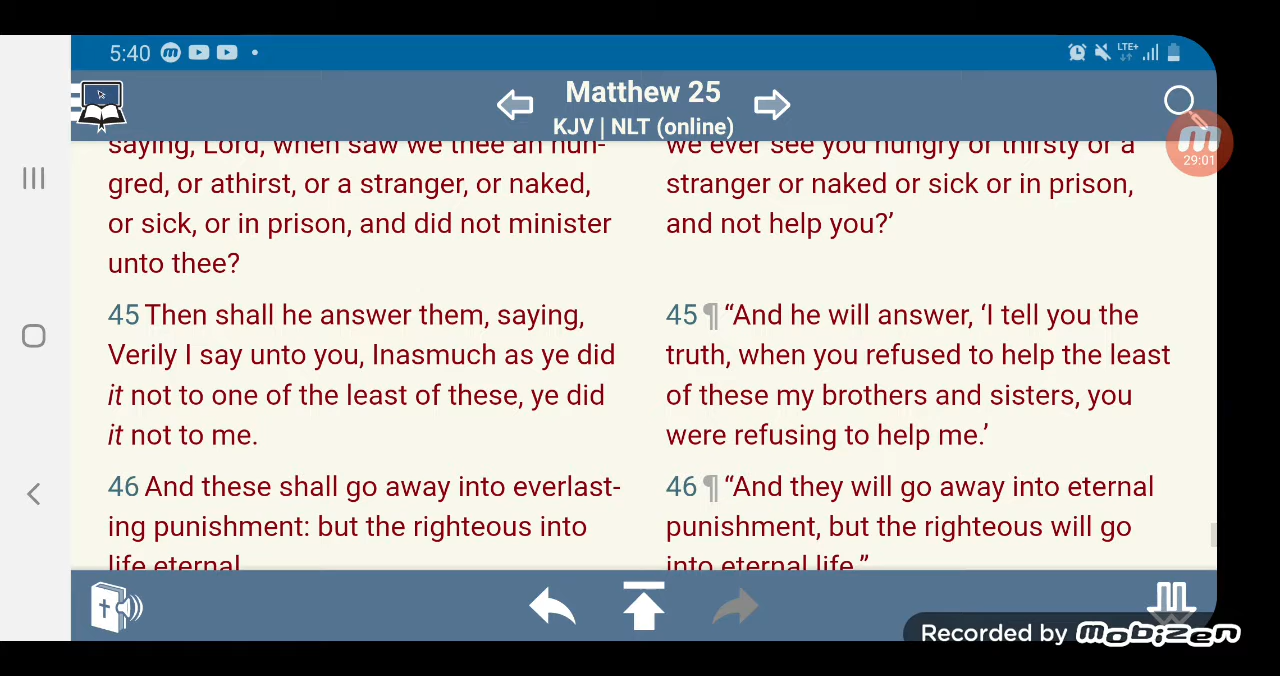 5:40
LTE+
Matthew 25
KJV | NLT (online)
29:01
saying, Lord, when saw we thee an hun-
gred, or athirst, or a stranger, or naked,
or sick, or in prison, and did not minister
unto thee?
45 Then shall he answer them, saying,
Verily I say unto you, Inasmuch as ye did
it not to one of the least of these, ye did
it not to me.
46 And these shall go away into everlast-
ing punishment: but the righteous into
life eternal
we ever see you hungry or thirsty or a
stranger or naked or sick or in prison,
and not help you?’
45 ¶ “And he will answer, ‘I tell you the
truth, when you refused to help the least
of these my brothers and sisters, you
were refusing to help me.’
46 ¶ “And they will go away into eternal
punishment, but the righteous will go
into eternal life.”
Recorded by mobizen